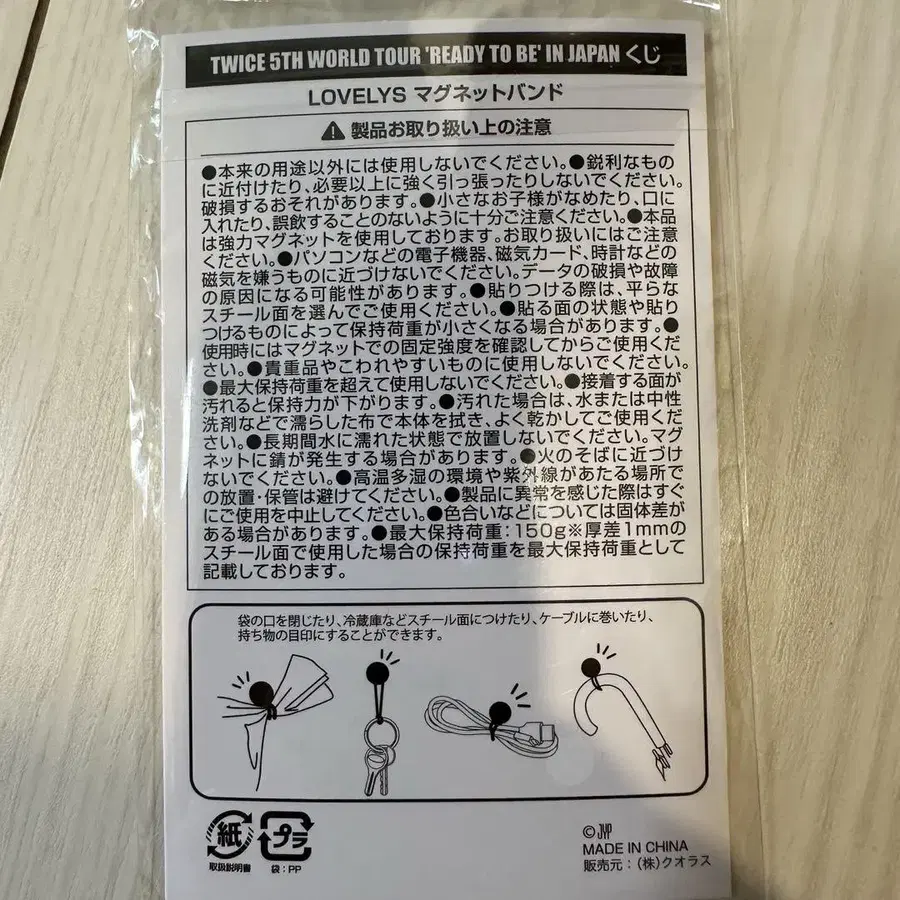 TWICE 5TH WORLD TOUR 'READY TO BE' IN JAPAN くじ
LOVELYS マグネットバンド
製品お取り扱い上の注意
●本来の用途以外には使用しないでください。●鋭利なもの
に近付けたり、必要以上に強く引っ張ったりしないでください。
破損するおそれがあります。●小さなお子様がなめたり、口に
入れたり、誤飲することのないように十分ご注意ください。●本品
は強力マグネットを使用しております。お取り扱いにはご注意
ください。●パソコンなどの電子機器、磁気カード、時計などの
磁気を嫌うものに近づけないでください。データの破損や故障
の原因になる可能性があります。●貼りつける際は、平らな
スチール面を選んでご使用ください。●貼る面の状態や貼り
つけるものによって保持荷重が小さくなる場合があります。●
使用時にはマグネットでの固定強度を確認してからご使用くだ
さい。●貴重品やこわれやすいものに使用しないでください。
●最大保持荷重を超えて使用しないでください。●接着する面が
汚れると保持力が下がります。●汚れた場合は、水または中性
洗剤などで濡らした布で本体を拭き、よく乾かしてご使用くだ
さい。●長期間水に濡れた状態で放置しないでください。マグ
ネットに錆が発生する場合があります。●火のそばに近づけ
ないでください。●高温多湿の環境や紫外線があたる場所で
の放置・保管は避けてください。●製品に異常を感じた際はすぐ
にご使用を中止してください。●色合いなどについては固体差が
ある場合があります。●最大保持荷重：150g※厚差1mmの
スチール面で使用した場合の保持荷重を最大保持荷重として
記載しております。
袋の口を閉じたり、冷蔵庫などスチール面につけたり、ケーブルに巻いたり、
持ち物の目印にすることができます。
紙
取扱説明書
プラ
袋：PP
©JYP
MADE IN CHINA
販売元：(株)クオラス